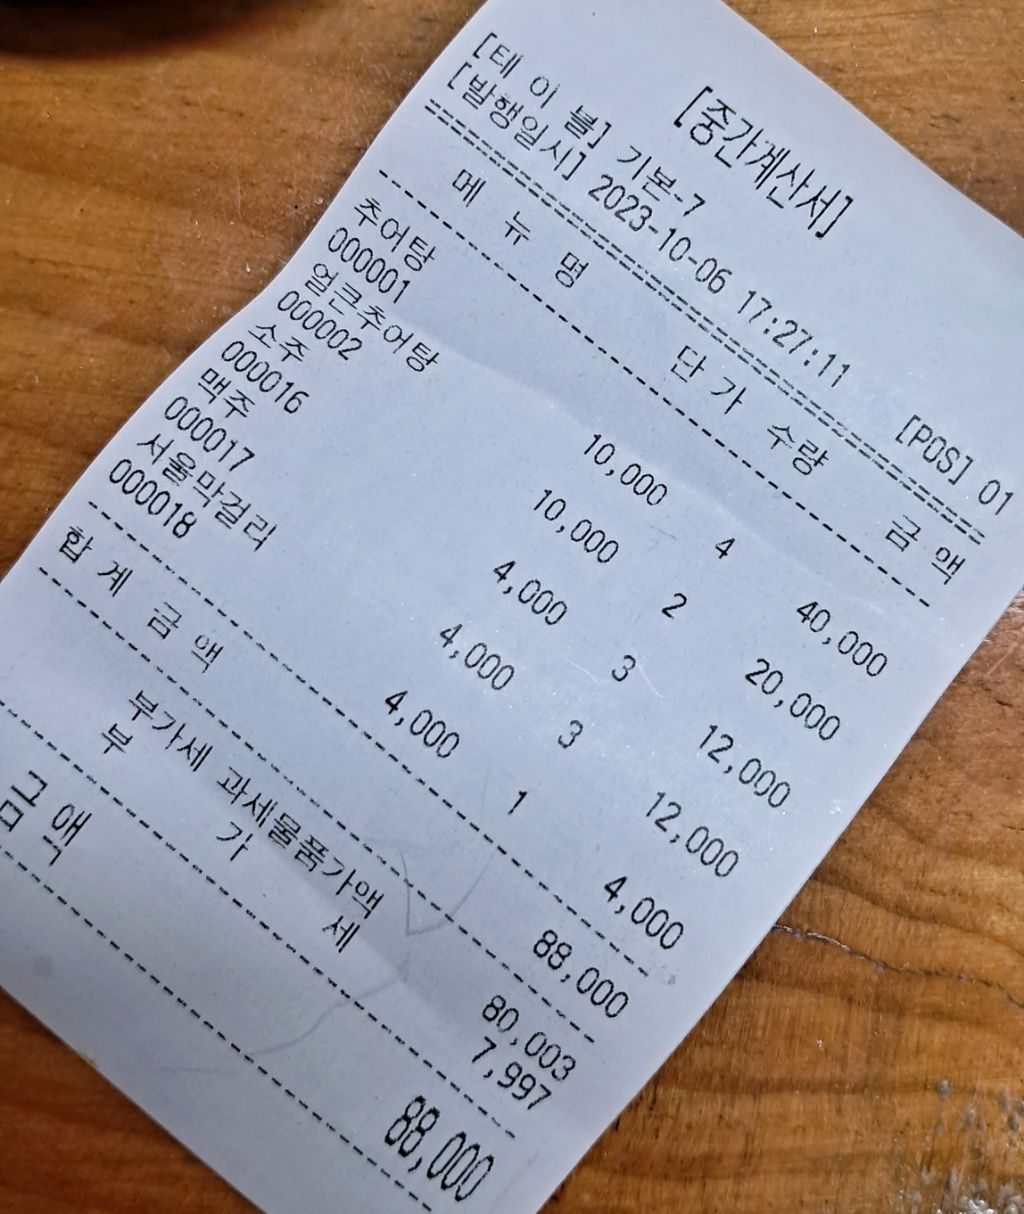 [중간계산서]
[테 이 블] 기본-7
[발행일시] 2023-10-06 17:27:11 [POS] 01
메 뉴 명 단 가 수량 금 액
추어탕
000001 10,000 4 40,000
얼큰추어탕
000002 10,000 2 20,000
소주
000016 4,000 3 12,000
맥주
000017 4,000 3 12,000
서울막걸리
000018 4,000 1 4,000
합 계 금 액 88,000
부가세 과세물품가액 80,003
부 가 세 7,997
금 액 88,000